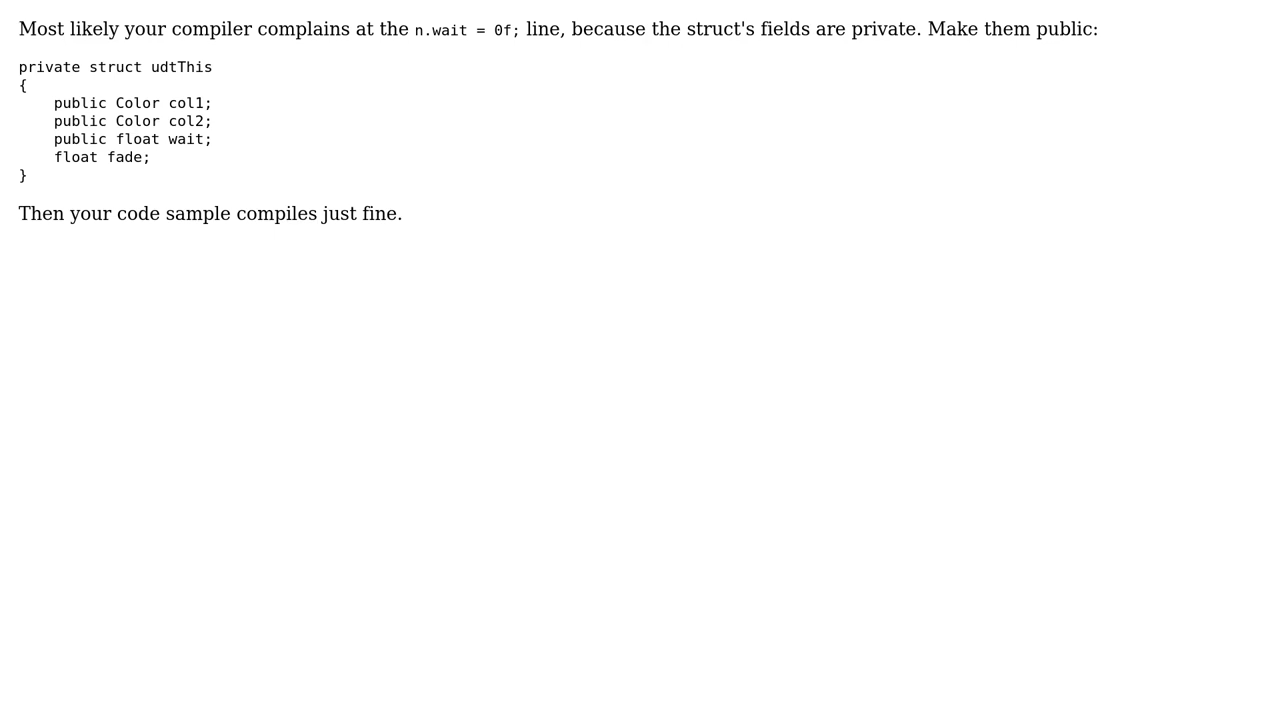 Most likely your compiler complains at the n.wait = 0f; line, because the struct's fields are private. Make them public:
private struct udtThis
{
    public Color col1;
    public Color col2;
    public float wait;
    float fade;
}
Then your code sample compiles just fine.